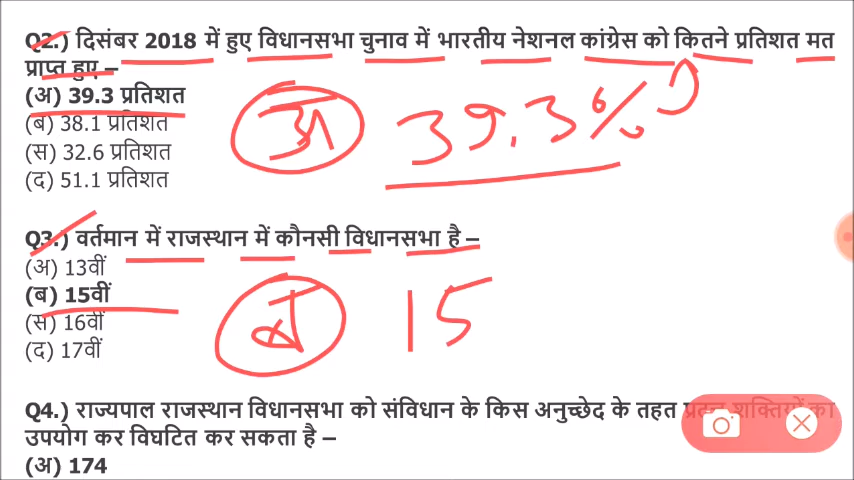 Q2.) दिसंबर 2018 में हुए विधानसभा चुनाव में भारतीय नेशनल कांग्रेस को कितने प्रतिशत मत
प्राप्त हुए –
(अ) 39.3 प्रतिशत
(ब) 38.1 प्रतिशत
(स) 32.6 प्रतिशत
(द) 51.1 प्रतिशत
अ 39.3%
Q3.) वर्तमान में राजस्थान में कौनसी विधानसभा है –
(अ) 13वीं
(ब) 15वीं
(स) 16वीं
(द) 17वीं
ब 15
Q4.) राज्यपाल राजस्थान विधानसभा को संविधान के किस अनुच्छेद के तहत प्रदत्त शक्तियों का
उपयोग कर विघटित कर सकता है –
(अ) 174